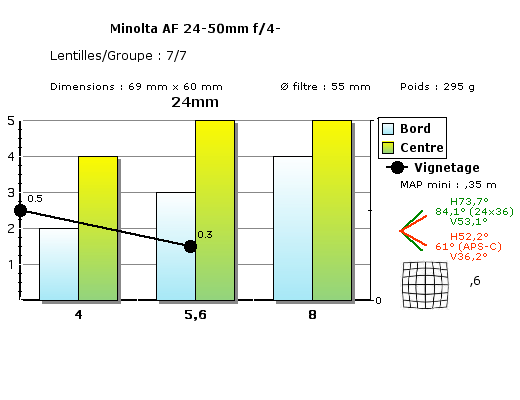 Minolta AF 24-50mm f/4-
Lentilles/Groupe : 7/7
Dimensions : 69 mm x 60 mm Ø filtre : 55 mm Poids : 295 g
24mm
5
4
3
2
1
0.5
0.3
0
4 5,6 8
Bord
Centre
Vignetage
MAP mini : ,35 m
H73,7°
84,1° (24x36)
V53,1°
H52,2°
61° (APS-C)
V36,2°
,6